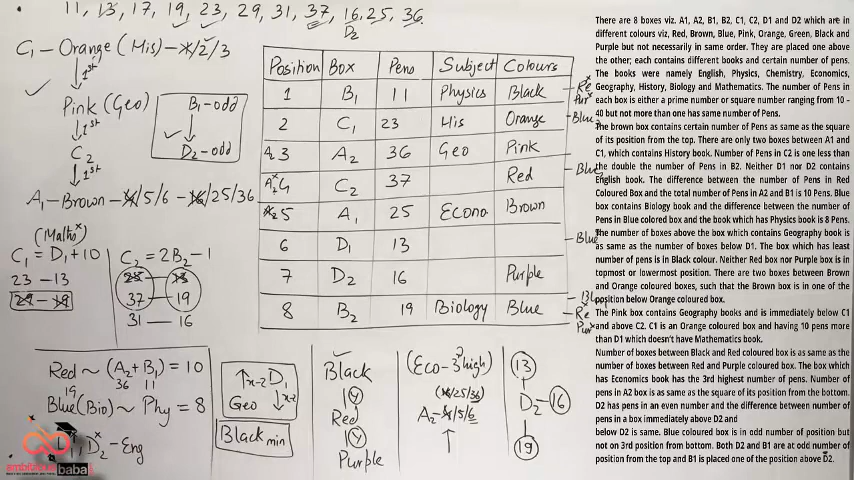 11, 13, 17, 19, 23, 29, 31, 37, 16, 25, 36
D2
C1 - Orange (His) - 1/2/3
1st
Pink (Geo)
1st
C2
1st
A1 - Brown - 4/5/6 - 16/25/36
B1 - odd
D2 - odd
(Maths)
C1 = D1 + 10
23 - 13
29 - 19
C2 = 2B2 - 1
25 - 13
37 - 19
31 - 16
Position Box Pens Subject Colours
1 B1 11 Physics Black
2 C1 23 His Orange
3 A2 36 Geo Pink
4 C2 37 Red
5 A1 25 Econo Brown
6 D1 13
7 D2 16 Purple
8 B2 19 Biology Blue
Blue
Blue
Red ~ (A2 + B1) = 10
19 36 11
Blue (Bio) ~ Phy = 8
D1, D2 - Eng
↑x-2 D1
Geo ↓x-2
Black min
Black
Y
Red
Y
Purple
(Eco - 3rd high)
(16/25/36)
A2 - 4/5/6
13
D2 - 16
19
ambitious baba
There are 8 boxes viz. A1, A2, B1, B2, C1, C2, D1 and D2 which are in
different colours viz, Red, Brown, Blue, Pink, Orange, Green, Black and
Purple but not necessarily in same order. They are placed one above
the other; each contains different books and certain number of pens.
The books were namely English, Physics, Chemistry, Economics,
Geography, History, Biology and Mathematics. The number of Pens in
each box is either a prime number or square number ranging from 10 -
40 but not more than one has same number of Pens.
The brown box contains certain number of Pens as same as the square
of its position from the top. There are only two boxes between A1 and
C1, which contains History book. Number of Pens in C2 is one less than
the double the number of Pens in B2. Neither D1 nor D2 contains
English book. The difference between the number of Pens in Red
Coloured Box and the total number of Pens in A2 and B1 is 10 Pens. Blue
box contains Biology book and the difference between the number of
Pens in Blue colored box and the book which has Physics book is 8 Pens.
The number of boxes above the box which contains Geography book is
as same as the number of boxes below D1. The box which has least
number of pens is in Black colour. Neither Red box nor Purple box is in
topmost or lowermost position. There are two boxes between Brown
and Orange coloured boxes, such that the Brown box is in one of the
position below Orange coloured box.
The Pink box contains Geography books and is immediately below C1
and above C2. C1 is an Orange coloured box and having 10 pens more
than D1 which doesn't have Mathematics book.
Number of boxes between Black and Red coloured box is as same as the
number of boxes between Red and Purple coloured box. The box which
has Economics book has the 3rd highest number of pens. Number of
pens in A2 box is as same as the square of its position from the bottom.
D2 has pens in an even number and the difference between number of
pens in a box immediately above D2 and
below D2 is same. Blue coloured box is in odd number of position but
not on 3rd position from bottom. Both D2 and B1 are at odd number of
position from the top and B1 is placed one of the position above D2.